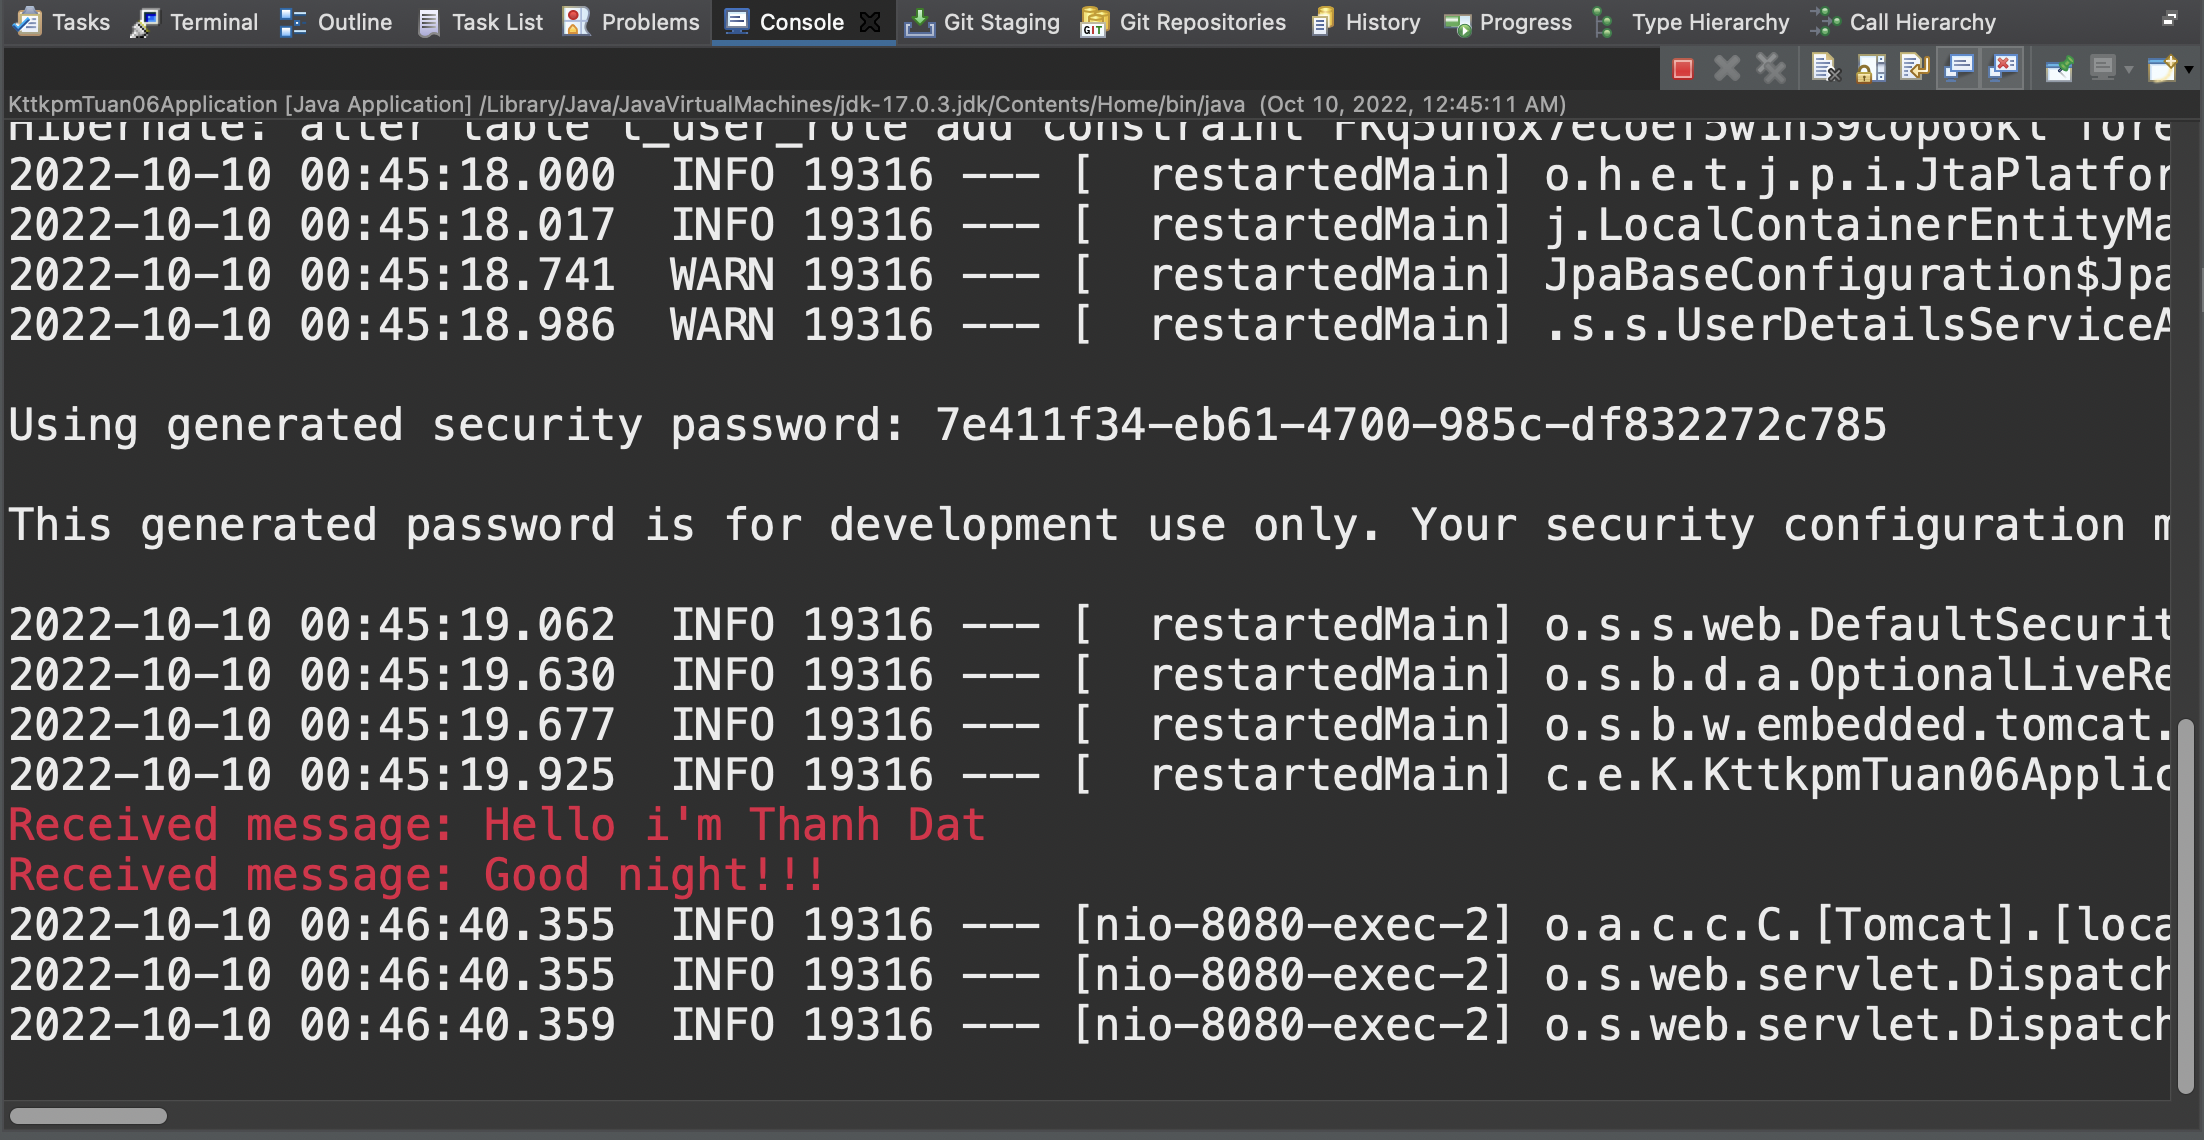 Tasks Terminal Outline Task List Problems Console Git Staging Git Repositories History Progress Type Hierarchy Call Hierarchy
KttkpmTuan06Application [Java Application] /Library/Java/JavaVirtualMachines/jdk-17.0.3.jdk/Contents/Home/bin/java (Oct 10, 2022, 12:45:11 AM)
Hibernate: alter table t_user_role add constraint
2022-10-10 00:45:18.000  INFO 19316 --- [  restartedMain] o.h.e.t.j.p.i.JtaPlatfor
2022-10-10 00:45:18.017  INFO 19316 --- [  restartedMain] j.LocalContainerEntityMa
2022-10-10 00:45:18.741  WARN 19316 --- [  restartedMain] JpaBaseConfiguration$Jpa
2022-10-10 00:45:18.986  WARN 19316 --- [  restartedMain] .s.s.UserDetailsServiceA
Using generated security password: 7e411f34-eb61-4700-985c-df832272c785
This generated password is for development use only. Your security configuration m
2022-10-10 00:45:19.062  INFO 19316 --- [  restartedMain] o.s.s.web.DefaultSecurit
2022-10-10 00:45:19.630  INFO 19316 --- [  restartedMain] o.s.b.d.a.OptionalLiveRe
2022-10-10 00:45:19.677  INFO 19316 --- [  restartedMain] o.s.b.w.embedded.tomcat.
2022-10-10 00:45:19.925  INFO 19316 --- [  restartedMain] c.e.K.KttkpmTuan06Applic
Received message: Hello i'm Thanh Dat
Received message: Good night!!!
2022-10-10 00:46:40.355  INFO 19316 --- [nio-8080-exec-2] o.a.c.c.C.[Tomcat].[loca
2022-10-10 00:46:40.355  INFO 19316 --- [nio-8080-exec-2] o.s.web.servlet.Dispatch
2022-10-10 00:46:40.359  INFO 19316 --- [nio-8080-exec-2] o.s.web.servlet.Dispatch